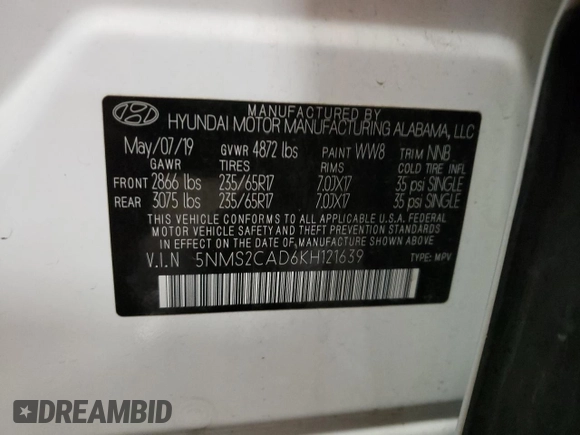 MANUFACTURED BY
HYUNDAI MOTOR MANUFACTURING ALABAMA, LLC
May/07/19 GVWR 4872 lbs PAINT WW8 TRIM NNB
GAWR TIRES RIMS COLD TIRE INFL.
FRONT 2866 lbs 235/65R17 7.0JX17 35 psi SINGLE
REAR 3075 lbs 235/65R17 7.0JX17 35 psi SINGLE
THIS VEHICLE CONFORMS TO ALL APPLICABLE U.S.A. FEDERAL
MOTOR VEHICLE SAFETY AND THEFT PREVENTION STANDARDS
IN EFFECT ON THE DATE OF MANUFACTURE SHOWN ABOVE.
V.I.N 5NMS2CAD6KH121639 TYPE: MPV
DREAMBID